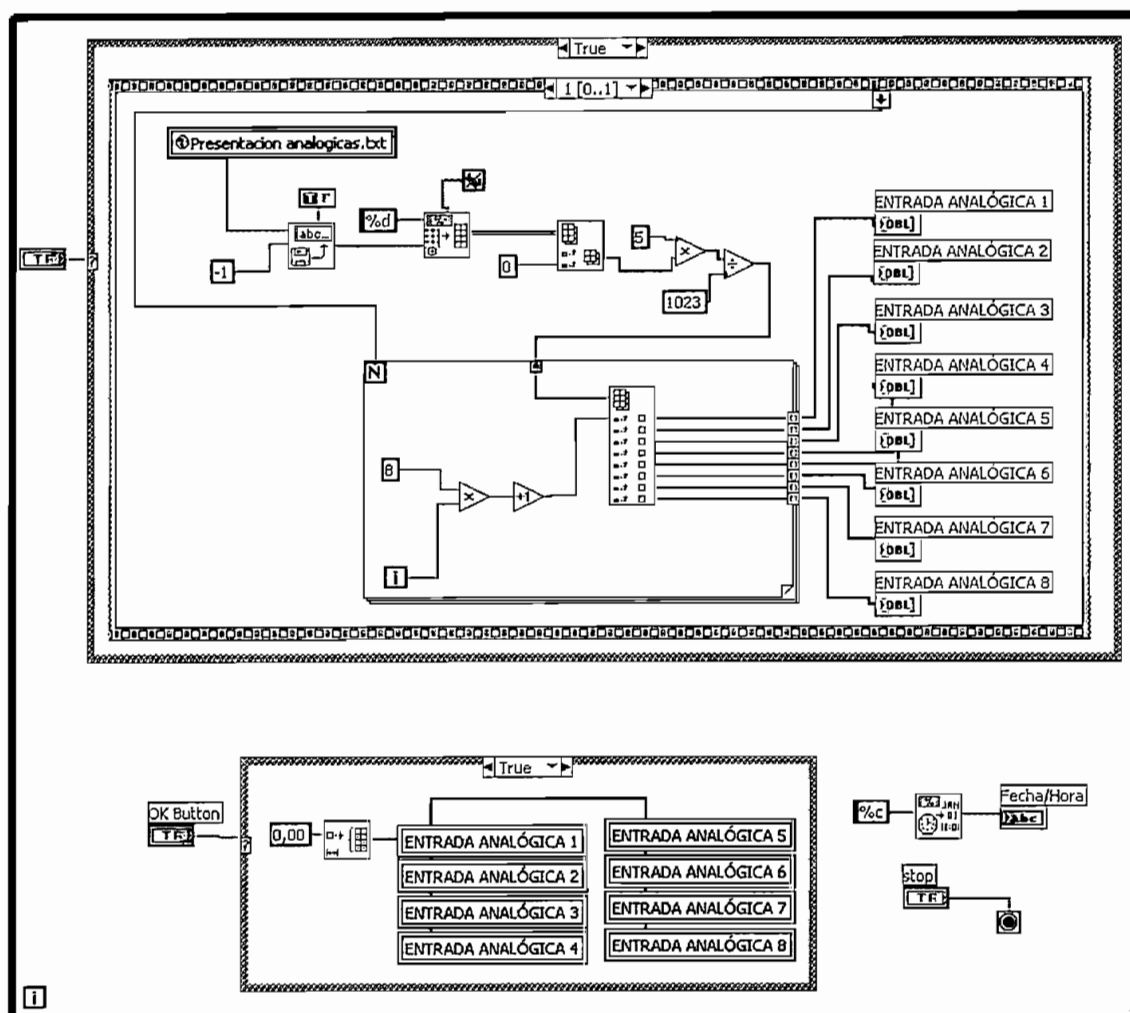 True
1 [0..1]
Presentacion analogicas.txt
%d
abc
-1
0
5
1023
ENTRADA ANALÓGICA 1
[DBL]
ENTRADA ANALÓGICA 2
[DBL]
ENTRADA ANALÓGICA 3
[DBL]
ENTRADA ANALÓGICA 4
[DBL]
ENTRADA ANALÓGICA 5
[DBL]
ENTRADA ANALÓGICA 6
[DBL]
ENTRADA ANALÓGICA 7
[DBL]
ENTRADA ANALÓGICA 8
[DBL]
TF
?
N
8
x
+1
i
True
OK Button
TF
?
0,00
ENTRADA ANALÓGICA 1
ENTRADA ANALÓGICA 2
ENTRADA ANALÓGICA 3
ENTRADA ANALÓGICA 4
ENTRADA ANALÓGICA 5
ENTRADA ANALÓGICA 6
ENTRADA ANALÓGICA 7
ENTRADA ANALÓGICA 8
%c
Fecha/Hora
abc
stop
TF
i